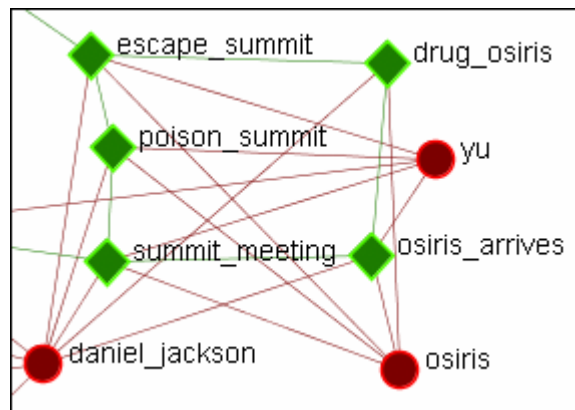 escape_summit
drug_osiris
poison_summit
yu
summit_meeting
osiris_arrives
daniel_jackson
osiris